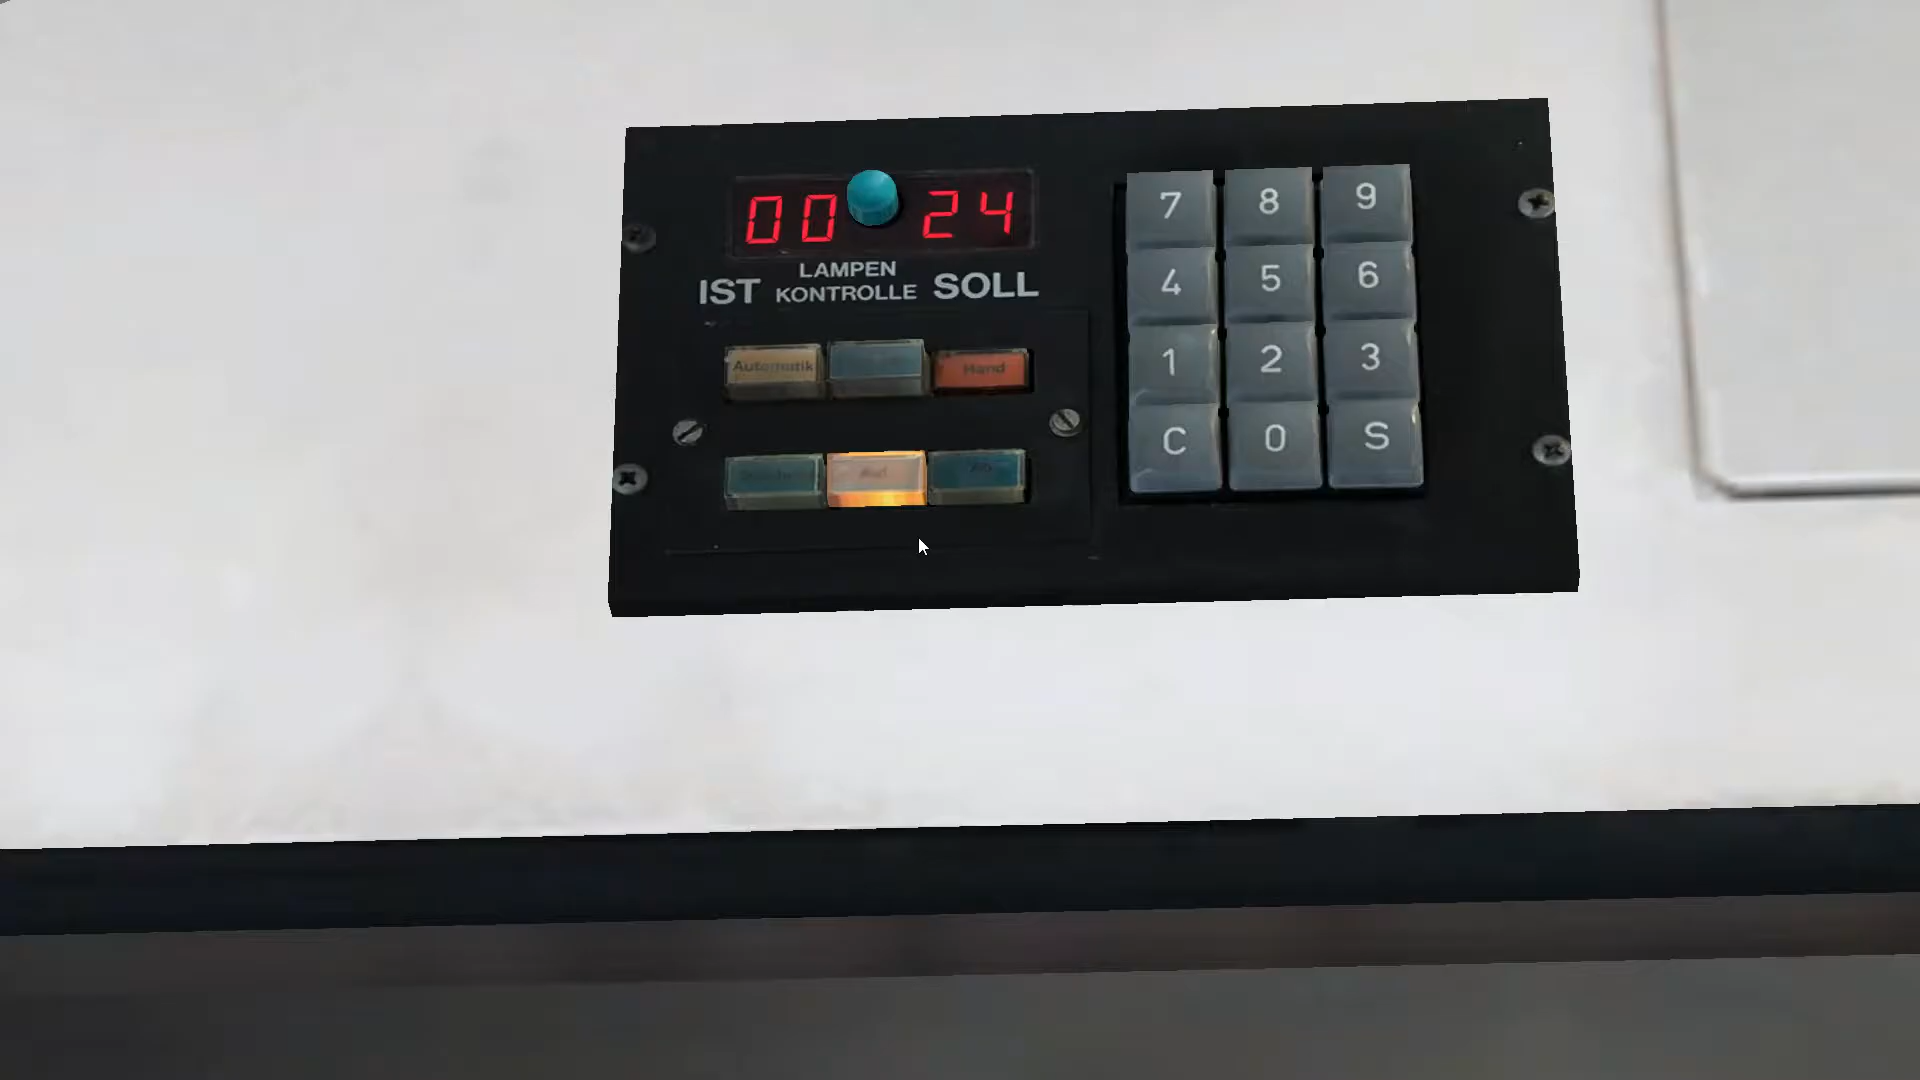 00 24
IST LAMPEN KONTROLLE SOLL
Automatik Hand
7 8 9
4 5 6
1 2 3
C 0 S